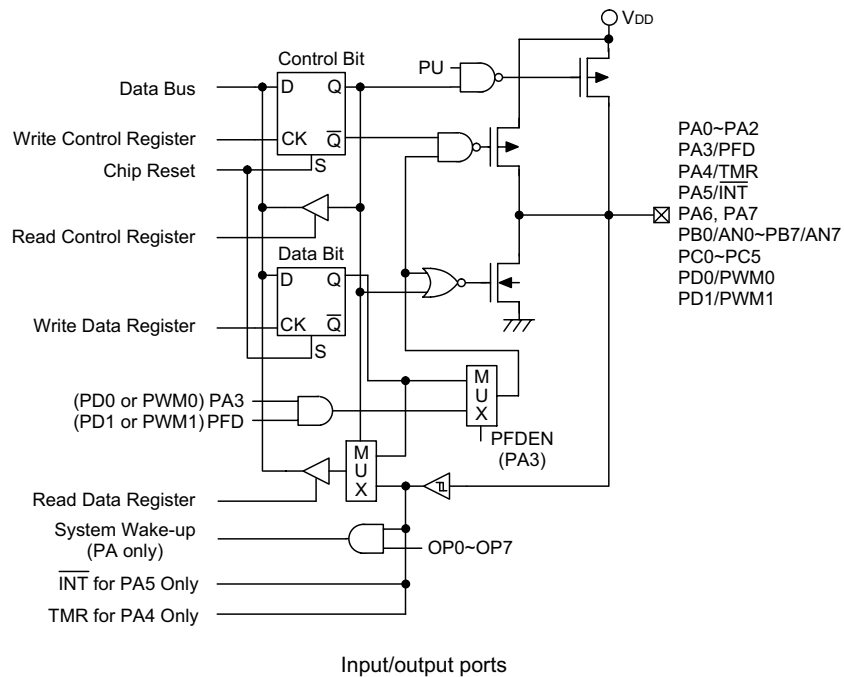 VDD
Control Bit
PU
Data Bus
D Q
Write Control Register
CK Q̅
Chip Reset
S
PA0~PA2
PA3/PFD
PA4/TMR
PA5/I̅N̅T̅
PA6, PA7
PB0/AN0~PB7/AN7
PC0~PC5
PD0/PWM0
PD1/PWM1
Read Control Register
Data Bit
D Q
Write Data Register
CK Q̅
S
(PD0 or PWM0) PA3
(PD1 or PWM1) PFD
M
U
X
PFDEN
(PA3)
M
U
X
Read Data Register
System Wake-up
(PA only)
OP0~OP7
I̅N̅T̅ for PA5 Only
TMR for PA4 Only
Input/output ports